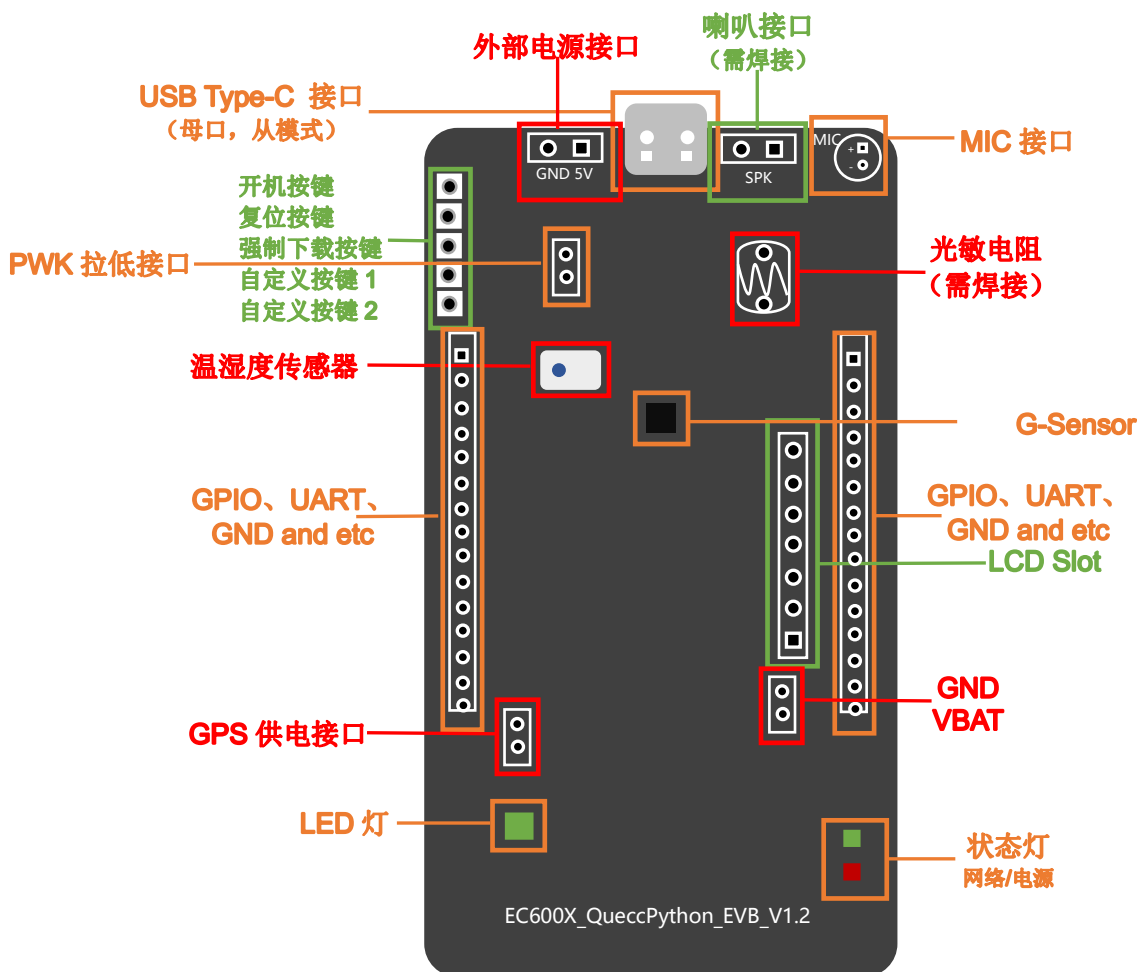 喇叭接口
（需焊接）
外部电源接口
USB Type-C 接口
（母口，从模式）
MIC 接口
MIC
+
-
GND 5V
SPK
开机按键
复位按键
强制下载按键
自定义按键 1
自定义按键 2
PWK 拉低接口
光敏电阻
（需焊接）
温湿度传感器
G-Sensor
GPIO、UART、
GND and etc
GPIO、UART、
GND and etc
LCD Slot
GND
VBAT
GPS 供电接口
LED 灯
状态灯
网络/电源
EC600X_QueccPython_EVB_V1.2